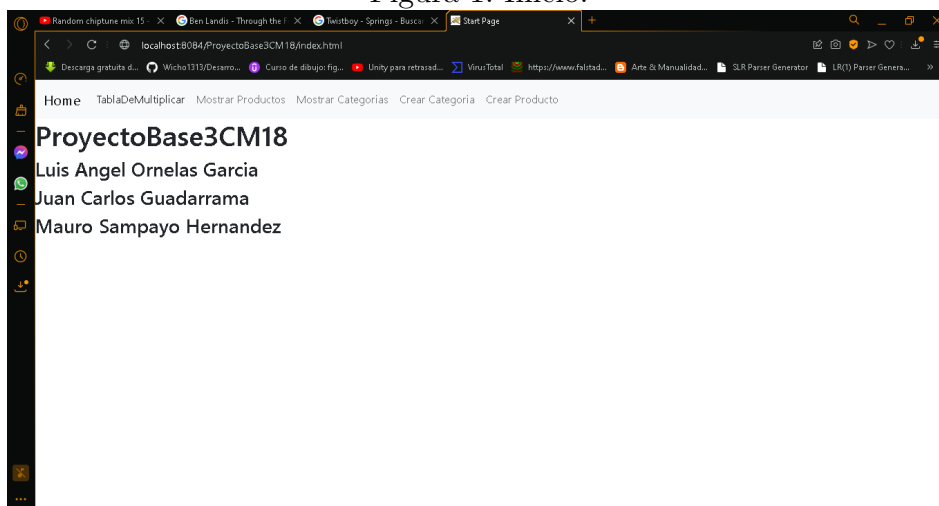 Figura 1: Inicio.
Random chiptune mix 15 - Ben Landis - Through the F Twistboy - Springs - Buscar Start Page
localhost:8084/ProyectoBase3CM18/index.html
Descarga gratuita d... Wicho1313/Desarro... Curso de dibujo: fig... Unity para retrasad... VirusTotal https://www.falstad... Arte & Manualidad... SLR Parser Generator LR(1) Parser Genera... »
Home TablaDeMultiplicar Mostrar Productos Mostrar Categorias Crear Categoria Crear Producto
ProyectoBase3CM18
Luis Angel Ornelas Garcia
Juan Carlos Guadarrama
Mauro Sampayo Hernandez